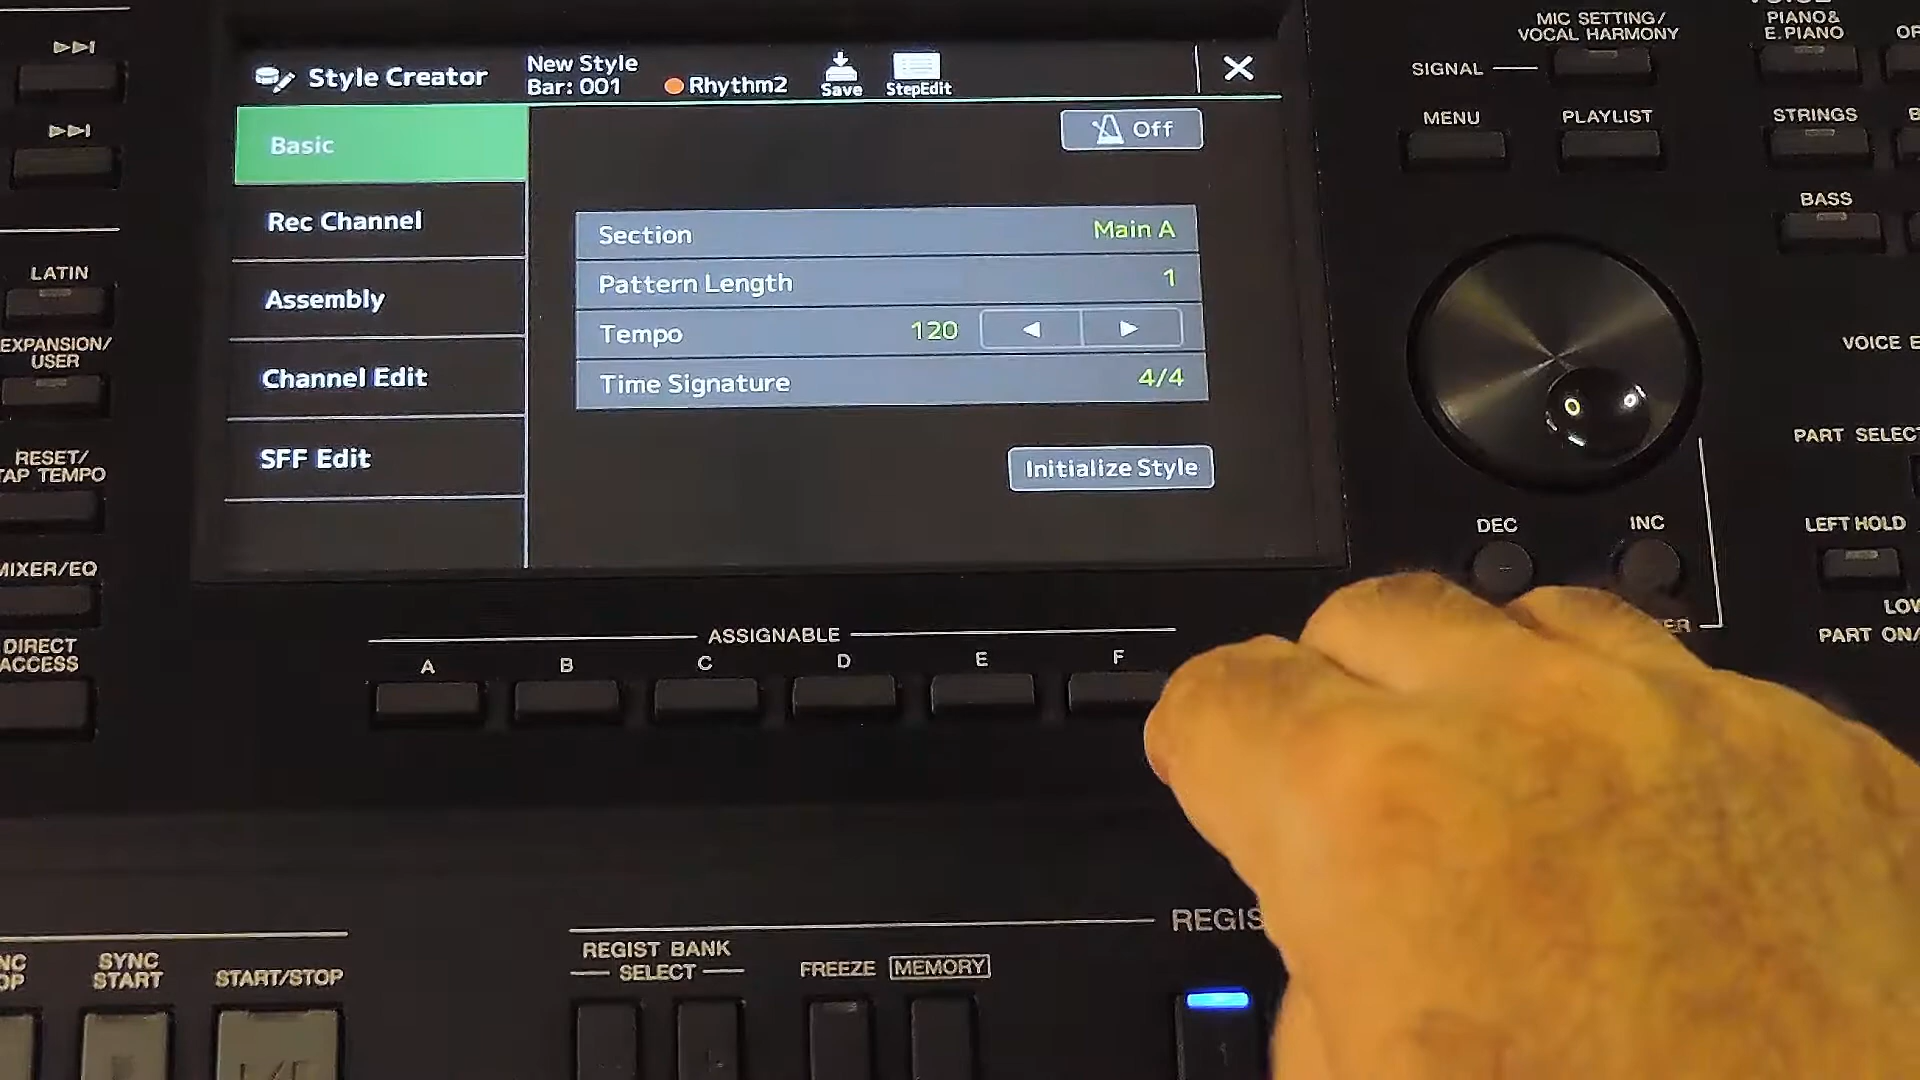 Style Creator
New Style
Bar: 001
Rhythm2
Save
StepEdit
Basic
Rec Channel
Assembly
Channel Edit
SFF Edit
Off
Section Main A
Pattern Length 1
Tempo 120
Time Signature 4/4
Initialize Style
LATIN
EXPANSION/
USER
RESET/
TAP TEMPO
MIXER/EQ
DIRECT
ACCESS
ASSIGNABLE
A B C D E F
SYNC
START
START/STOP
REGIST BANK
SELECT
FREEZE
MEMORY
REGIS
MIC SETTING/
VOCAL HARMONY
SIGNAL
MENU
PLAYLIST
PIANO&
E.PIANO
STRINGS
BASS
VOICE E
PART SELECT
DEC
INC
LEFT HOLD
PART ON/